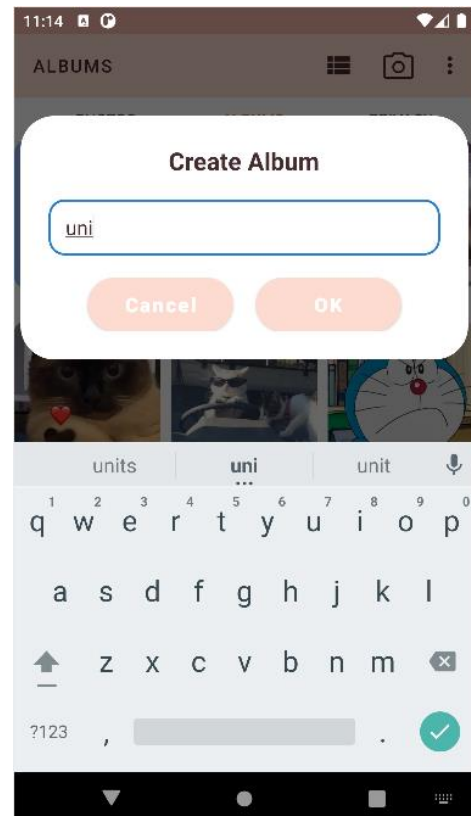 11:14
ALBUMS
Create Album
uni
Cancel OK
units uni unit
1 2 3 4 5 6 7 8 9 0
q w e r t y u i o p
a s d f g h j k l
z x c v b n m
?123 , .